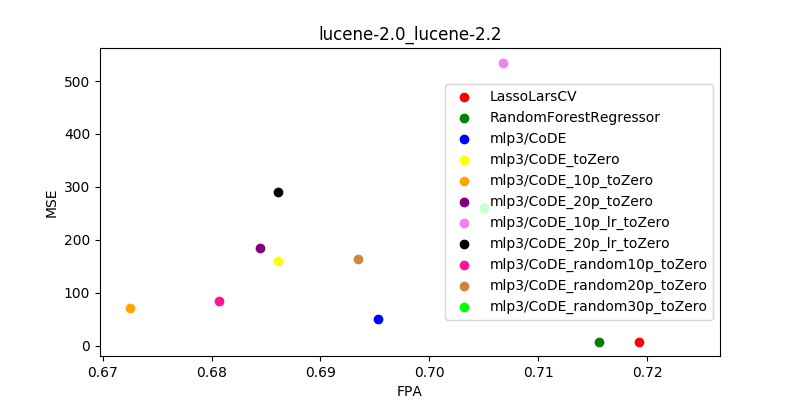 lucene-2.0_lucene-2.2
MSE
500
400
300
200
100
0
LassoLarsCV
RandomForestRegressor
mlp3/CoDE
mlp3/CoDE_toZero
mlp3/CoDE_10p_toZero
mlp3/CoDE_20p_toZero
mlp3/CoDE_10p_lr_toZero
mlp3/CoDE_20p_lr_toZero
mlp3/CoDE_random10p_toZero
mlp3/CoDE_random20p_toZero
mlp3/CoDE_random30p_toZero
0.67 0.68 0.69 0.70 0.71 0.72
FPA